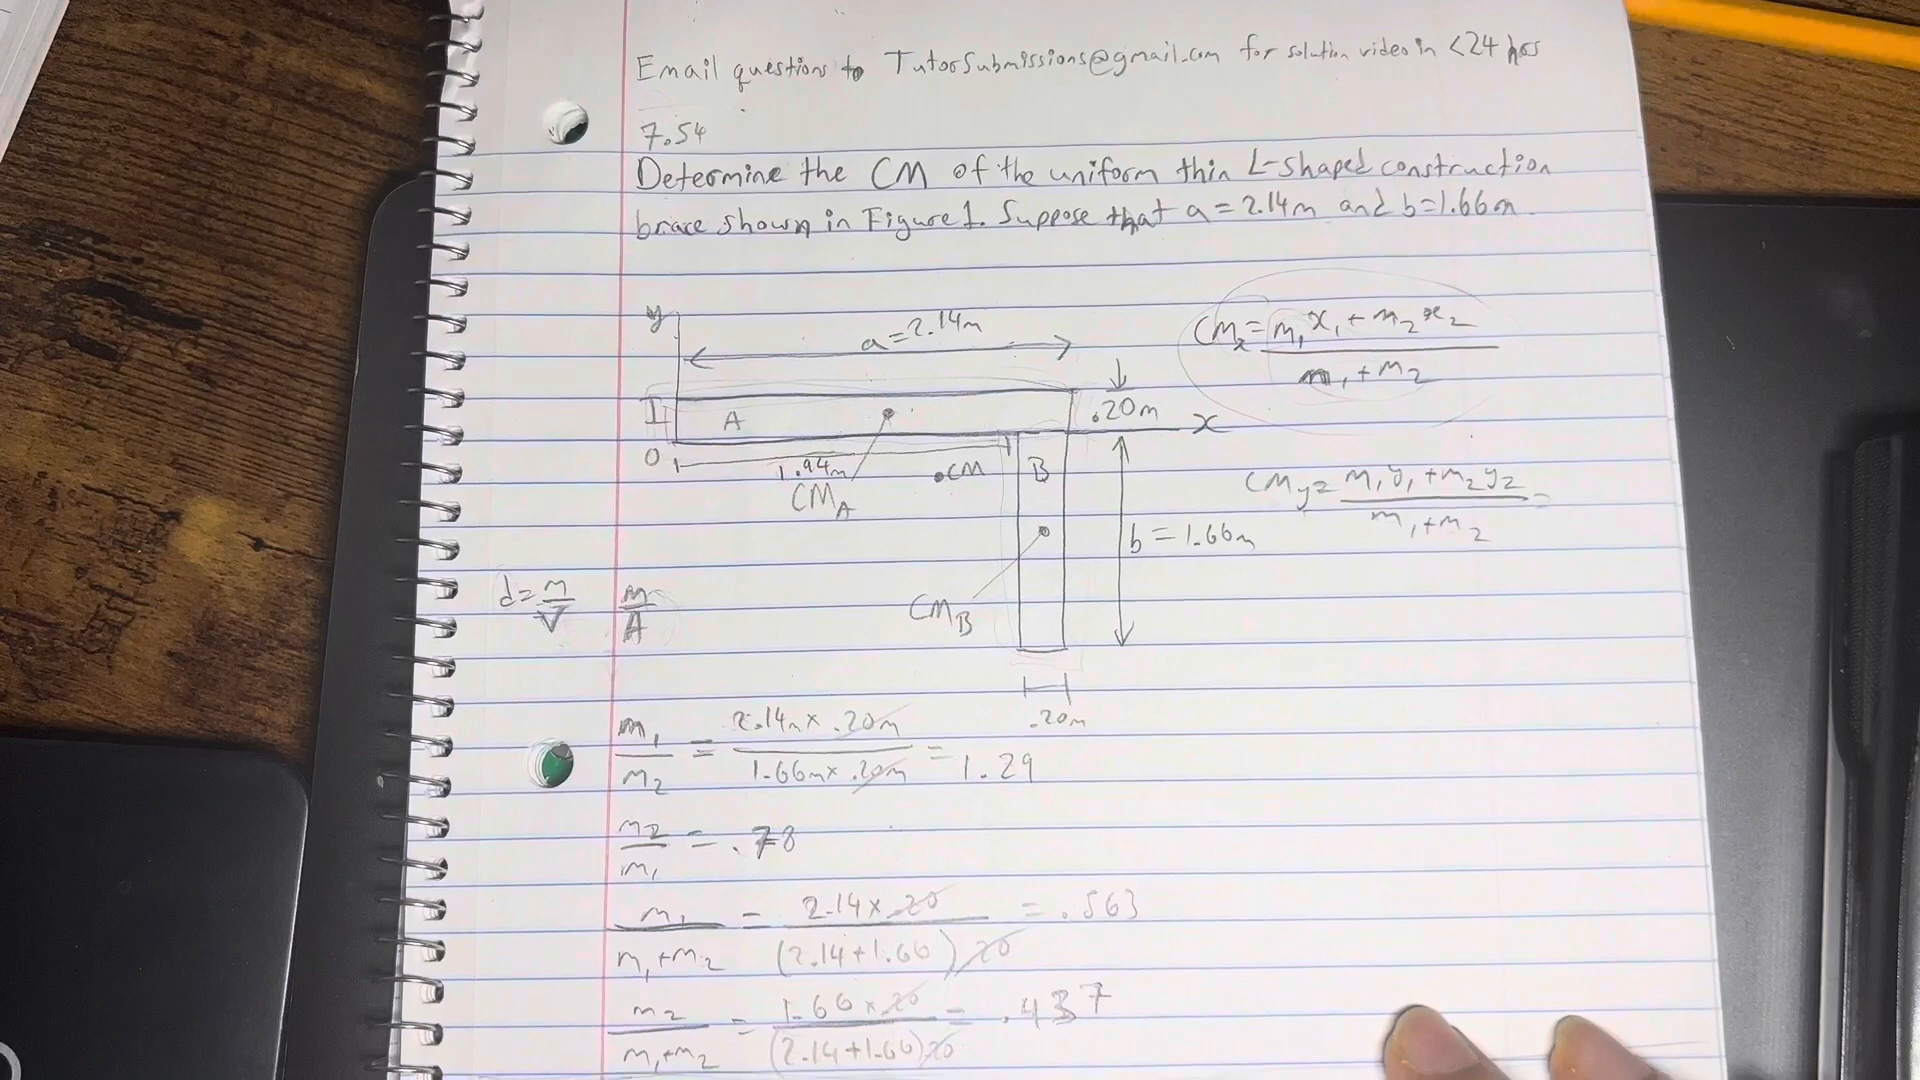 Email questions to TutorSubmissions@gmail.com for solution video in <24 hrs
7.54
Determine the CM of the uniform thin L-shaped construction
brace shown in Figure 1. Suppose that a = 2.14m and b = 1.66m.
y
a = 2.14m
CMx = m₁x₁ + m₂x₂
m₁ + m₂
A
.20m
x
0
1.94m
.CM
B
CM_A
CMy = m₁y₁ + m₂y₂ =
m₁ + m₂
b = 1.66m
d = m/V
m/A
CM_B
.20m
m₁/m₂ = 2.14m x .20m / 1.66m x .20m = 1.29
m₂/m₁ = .78
m₁/m₁+m₂ = 2.14 x .20 / (2.14 + 1.66) .20 = .563
m₂/m₁+m₂ = 1.66 x .20 / (2.14 + 1.66) .20 = .437